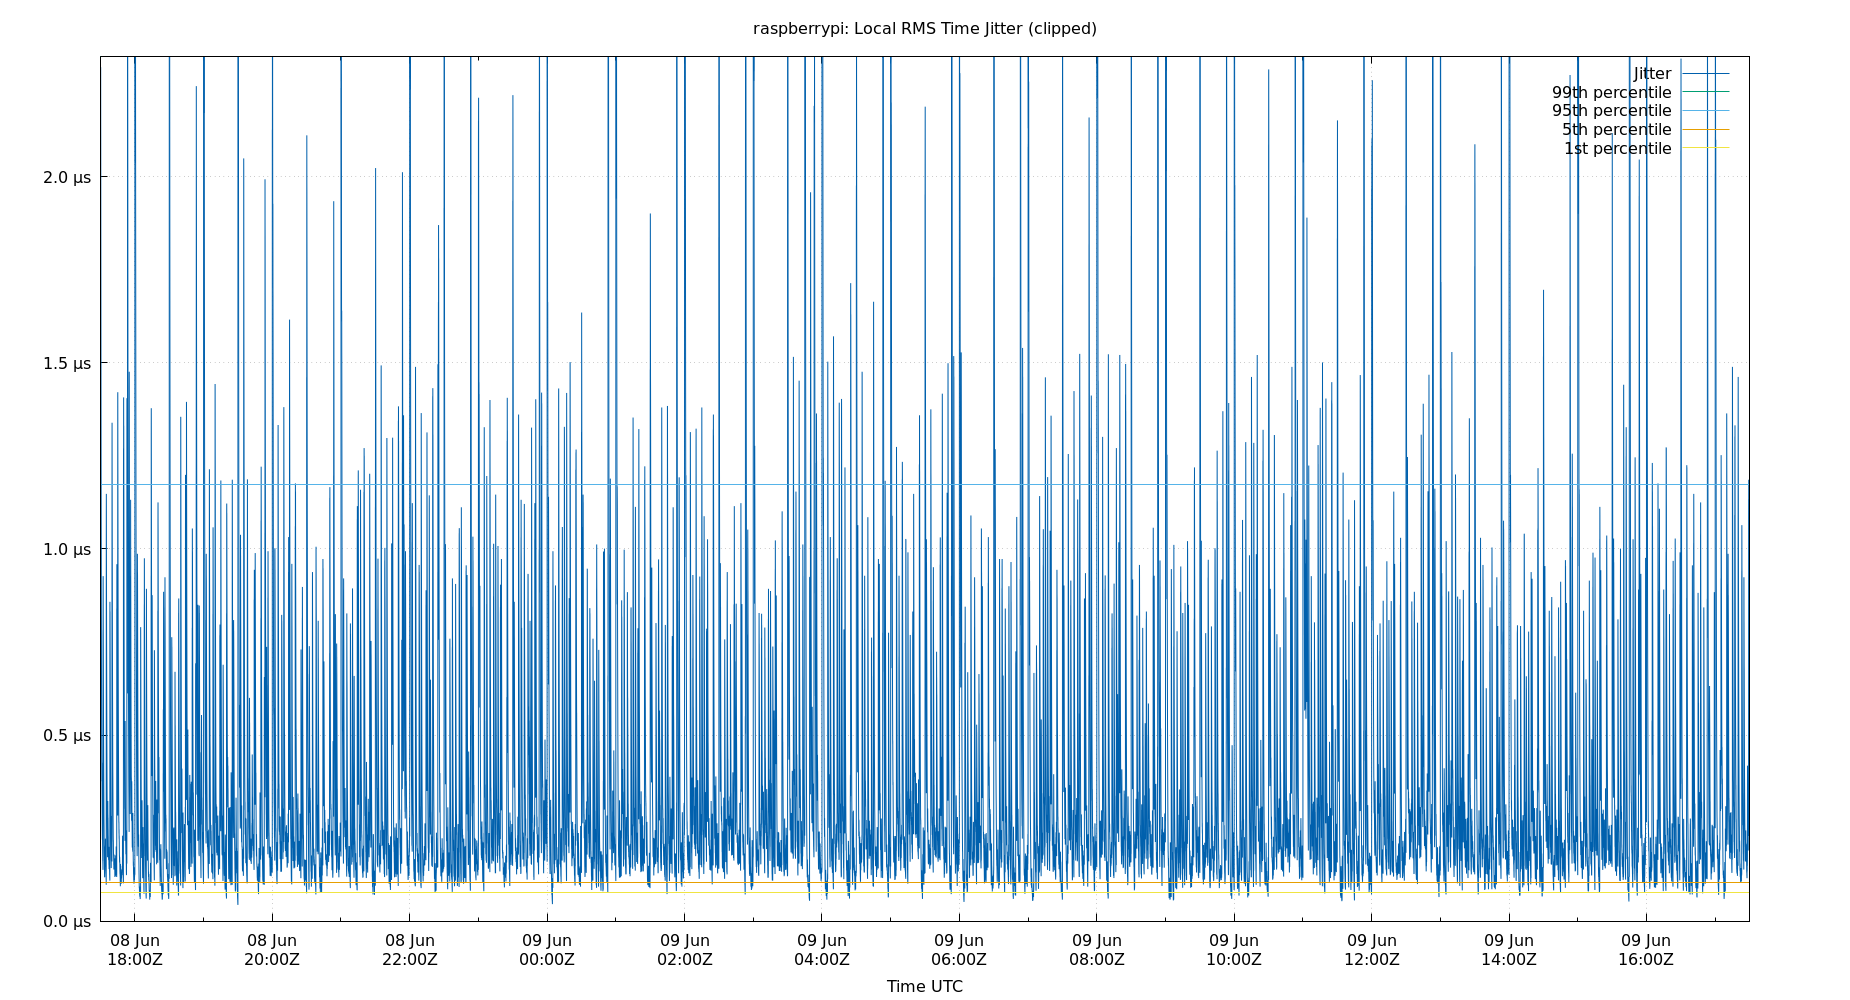 raspberrypi: Local RMS Time Jitter (clipped)
Jitter
99th percentile
95th percentile
5th percentile
1st percentile
2.0 µs
1.5 µs
1.0 µs
0.5 µs
0.0 µs
08 Jun 08 Jun 08 Jun 09 Jun 09 Jun 09 Jun 09 Jun 09 Jun 09 Jun 09 Jun 09 Jun 09 Jun
18:00Z 20:00Z 22:00Z 00:00Z 02:00Z 04:00Z 06:00Z 08:00Z 10:00Z 12:00Z 14:00Z 16:00Z
Time UTC